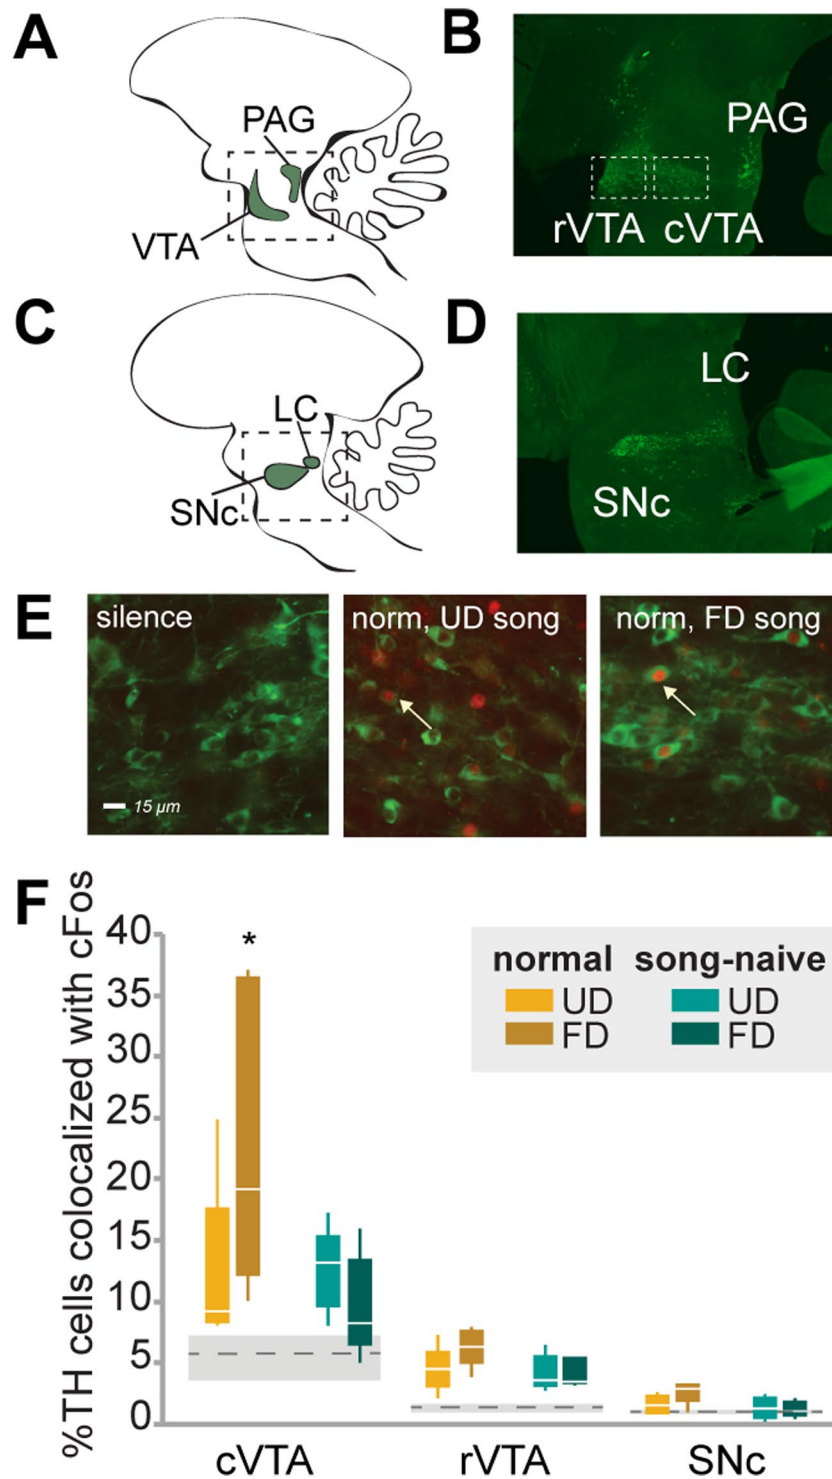 A
PAG
VTA
B
PAG
rVTA cVTA
C
LC
SNc
D
LC
SNc
E
silence
15 µm
norm, UD song
norm, FD song
F
%TH cells colocalized with cFos
40
35
30
25
20
15
10
5
0
*
normal song-naive
UD UD
FD FD
cVTA rVTA SNc